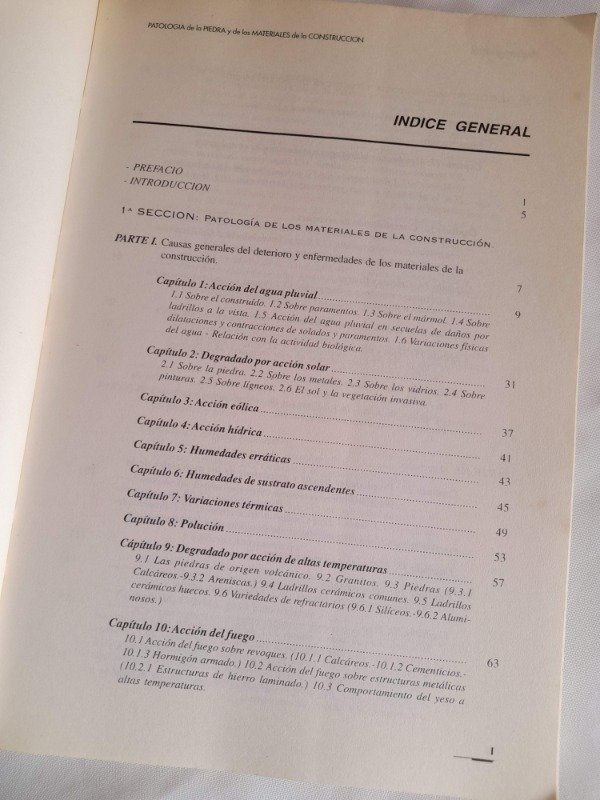 PATOLOGIA de la PIEDRA y de los MATERIALES de la CONSTRUCCION
INDICE GENERAL
- PREFACIO 1
- INTRODUCCION 5
1ª SECCION: PATOLOGÍA DE LOS MATERIALES DE LA CONSTRUCCIÓN.
PARTE I. Causas generales del deterioro y enfermedades de los materiales de la
construcción. 7
Capítulo 1: Acción del agua pluvial 9
1.1 Sobre el construído. 1.2 Sobre paramentos. 1.3 Sobre el mármol. 1.4 Sobre
ladrillos a la vista. 1.5 Acción del agua pluvial en secuelas de daños por
dilataciones y contracciones de solados y paramentos. 1.6 Variaciones físicas
del agua - Relación con la actividad biológica.
Capítulo 2: Degradado por acción solar 31
2.1 Sobre la piedra. 2.2 Sobre los metales. 2.3 Sobre los vidrios. 2.4 Sobre
pinturas. 2.5 Sobre lígneos. 2.6 El sol y la vegetación invasiva.
Capítulo 3: Acción eólica 37
Capítulo 4: Acción hídrica 41
Capítulo 5: Humedades erráticas 43
Capítulo 6: Humedades de sustrato ascendentes 45
Capítulo 7: Variaciones térmicas 49
Capítulo 8: Polución 53
Cápítulo 9: Degradado por acción de altas temperaturas 57
9.1 Las piedras de origen volcánico. 9.2 Granitos. 9.3 Piedras (9.3.1
Calcáreos.-9.3.2 Areniscas.) 9.4 Ladrillos cerámicos comunes. 9.5 Ladrillos
cerámicos huecos. 9.6 Variedades de refractarios (9.6.1 Silíceos.-9.6.2 Alumi-
nosos.)
Capítulo 10: Acción del fuego 63
10.1 Acción del fuego sobre revoques. (10.1.1 Calcáreos.-10.1.2 Cementicios.-
10.1.3 Hormigón armado.) 10.2 Acción del fuego sobre estructuras metálicas
(10.2.1 Estructuras de hierro laminado.) 10.3 Comportamiento del yeso a
altas temperaturas.
I